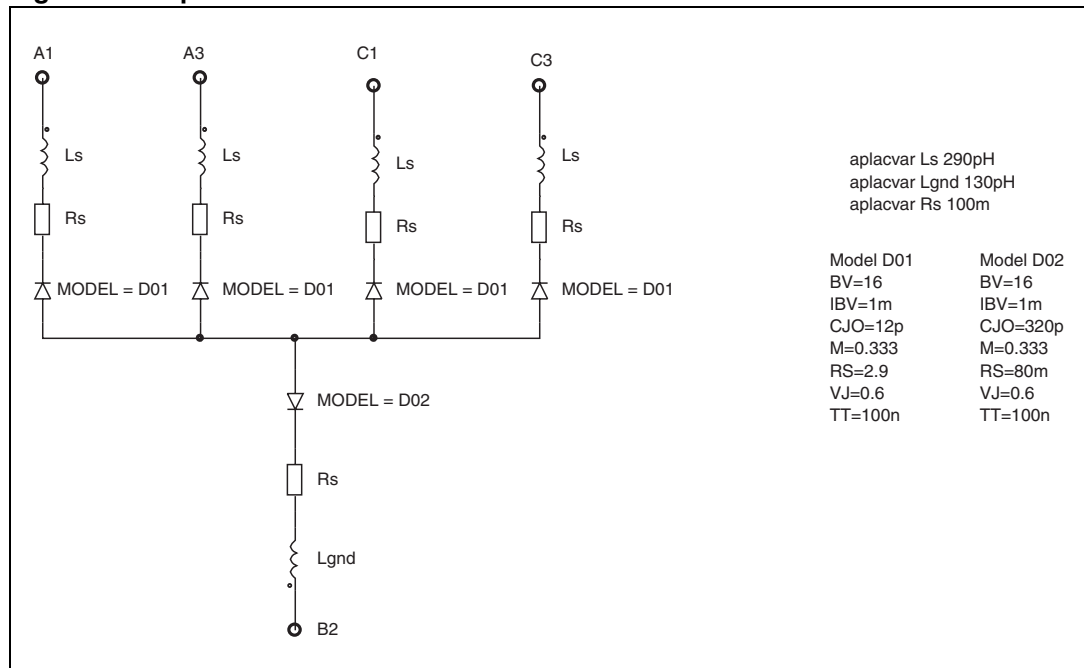 A1 A3 C1 C3
Ls Ls Ls Ls
Rs Rs Rs Rs
MODEL = D01 MODEL = D01 MODEL = D01 MODEL = D01
MODEL = D02
Rs
Lgnd
B2
aplacvar Ls 290pH
aplacvar Lgnd 130pH
aplacvar Rs 100m
Model D01 Model D02
BV=16 BV=16
IBV=1m IBV=1m
CJO=12p CJO=320p
M=0.333 M=0.333
RS=2.9 RS=80m
VJ=0.6 VJ=0.6
TT=100n TT=100n